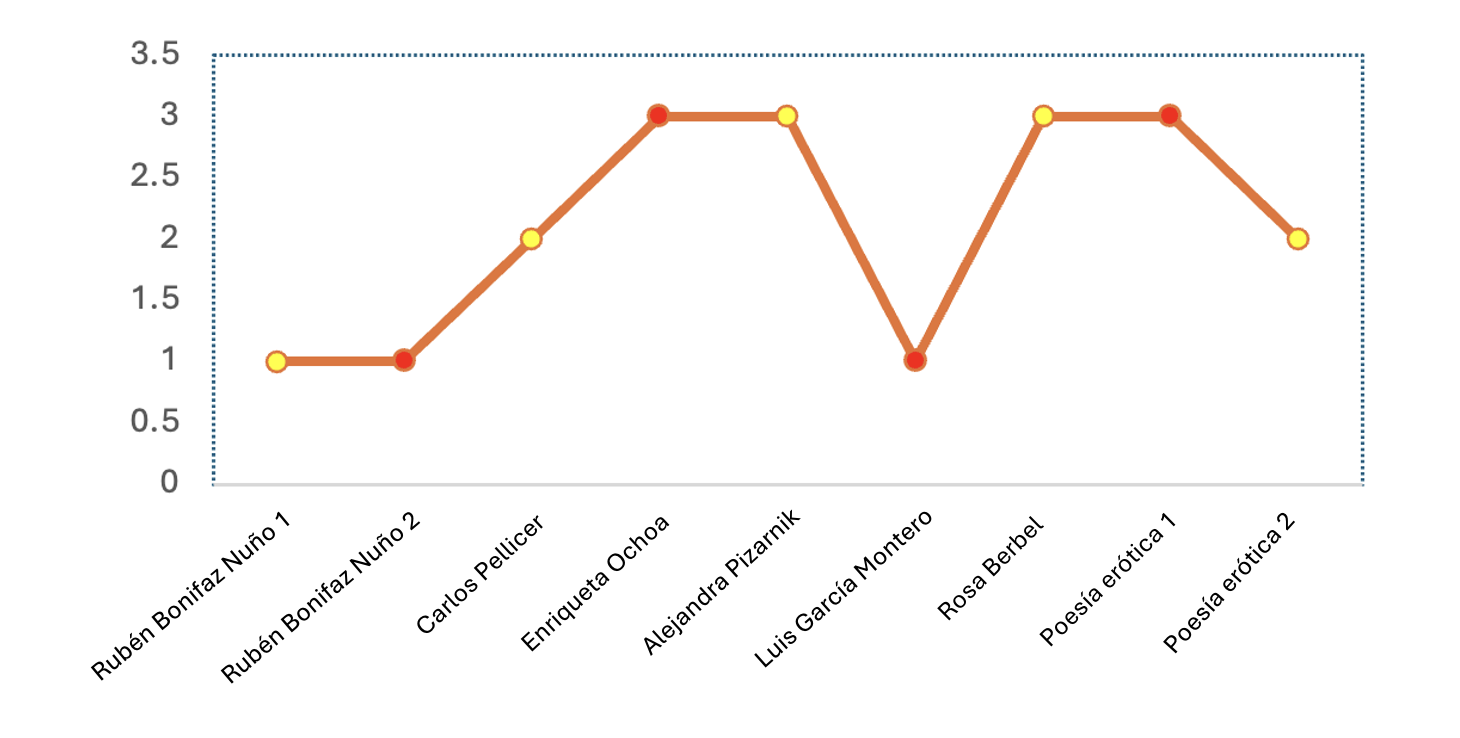 3.5
3
2.5
2
1.5
1
0.5
0
Rubén Bonifaz Nuño 1
Rubén Bonifaz Nuño 2
Carlos Pellicer
Enriqueta Ochoa
Alejandra Pizarnik
Luis García Montero
Rosa Berbel
Poesía erótica 1
Poesía erótica 2